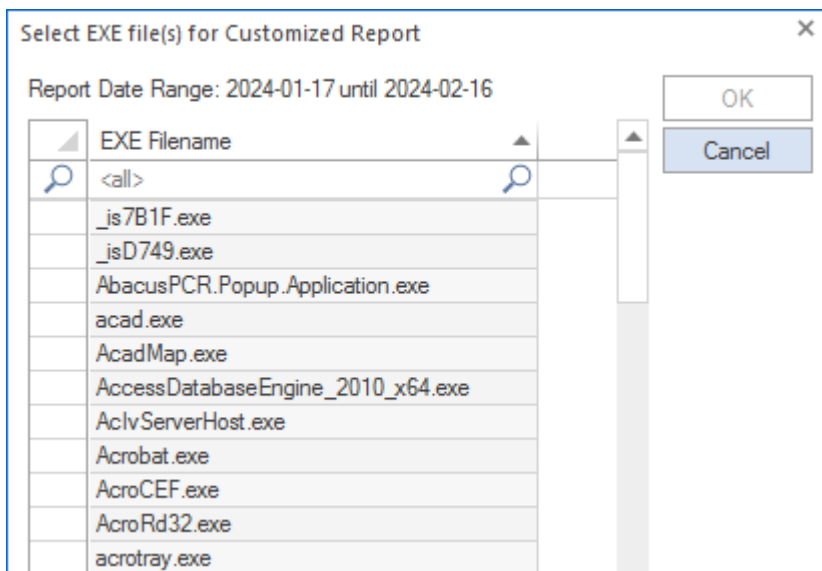 Select EXE file(s) for Customized Report
Report Date Range: 2024-01-17 until 2024-02-16
OK
EXE Filename
Cancel
<all>
_is7B1F.exe
_isD749.exe
AbacusPCR.Popup.Application.exe
acad.exe
AcadMap.exe
AccessDatabaseEngine_2010_x64.exe
AclvServerHost.exe
Acrobat.exe
AcroCEF.exe
AcroRd32.exe
acrotray.exe